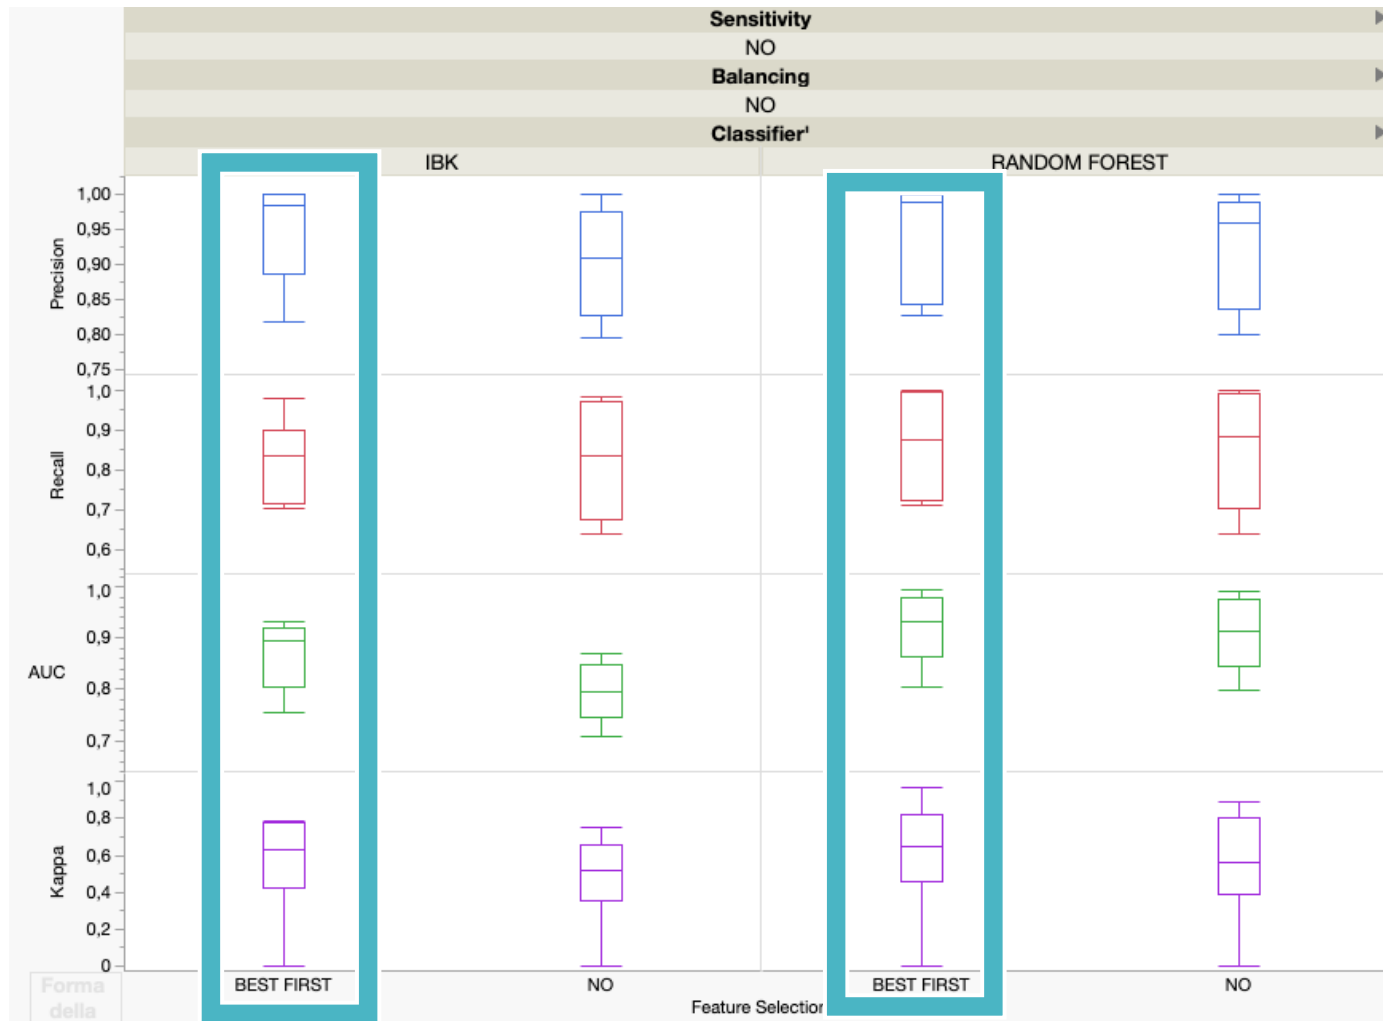 Sensitivity
NO
Balancing
NO
Classifier'
IBK RANDOM FOREST
Precision
1,00
0,95
0,90
0,85
0,80
0,75
Recall
1,0
0,9
0,8
0,7
0,6
AUC
1,0
0,9
0,8
0,7
Kappa
1,0
0,8
0,6
0,4
0,2
0
BEST FIRST NO BEST FIRST NO
Feature Selection
Forma
della